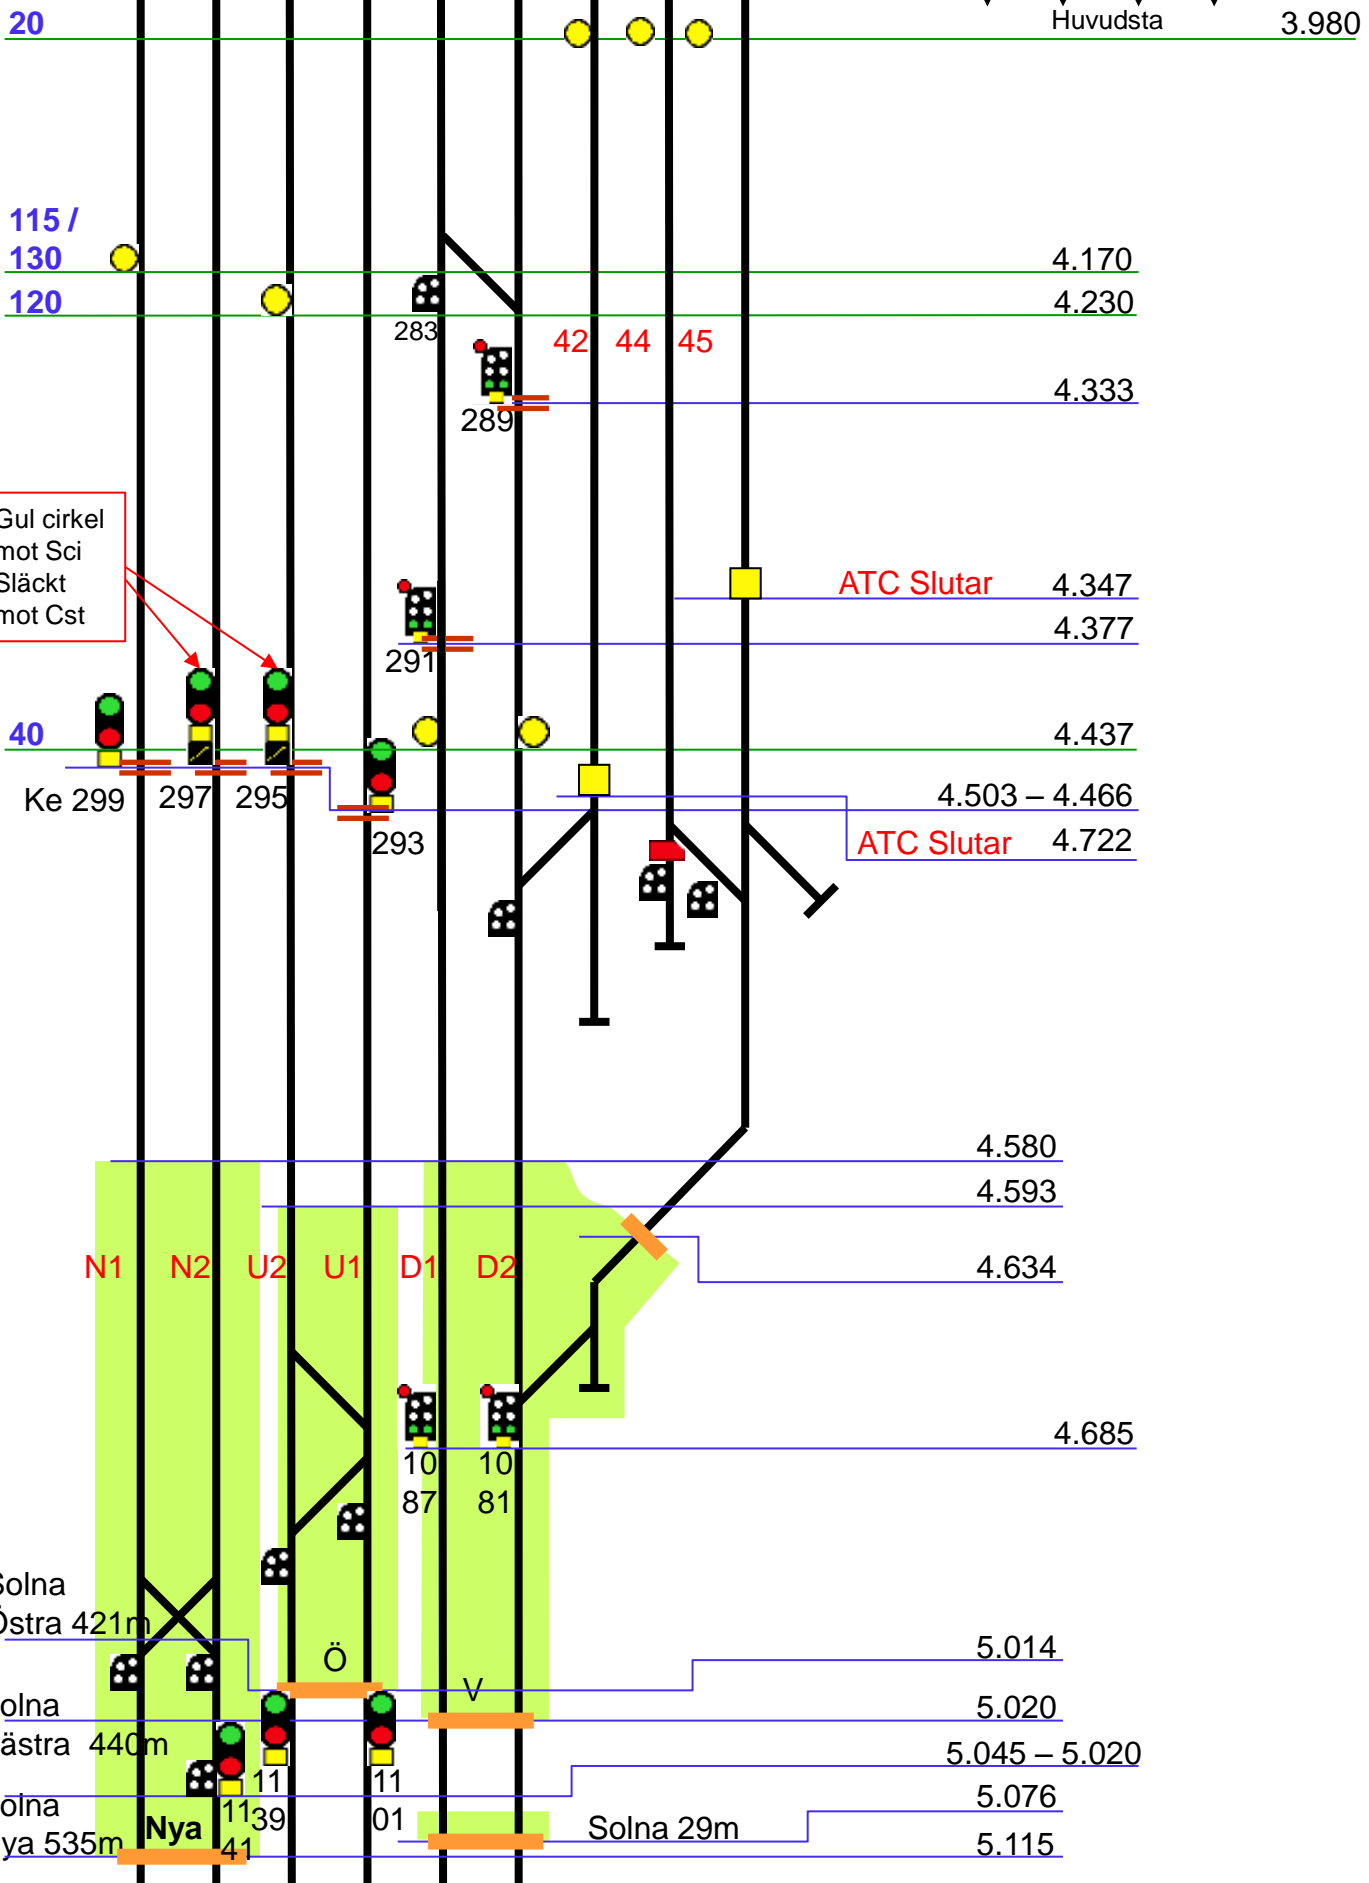 20
Huvudsta 3.980
115 /
130
4.170
120
4.230
283
42 44 45
4.333
289
Gul cirkel
mot Sci
Släckt
mot Cst
ATC Slutar 4.347
4.377
291
40
4.437
Ke 299 297 295
4.503 – 4.466
293
ATC Slutar 4.722
4.580
4.593
N1 N2 U2 U1 D1 D2
4.634
4.685
10 10
87 81
Solna
Östra 421m
Ö
5.014
V
olna
5.020
ästra 440m
5.045 – 5.020
11 11
5.076
olna
11 39 01
Nya
Solna 29m
ya 535m
41
5.115